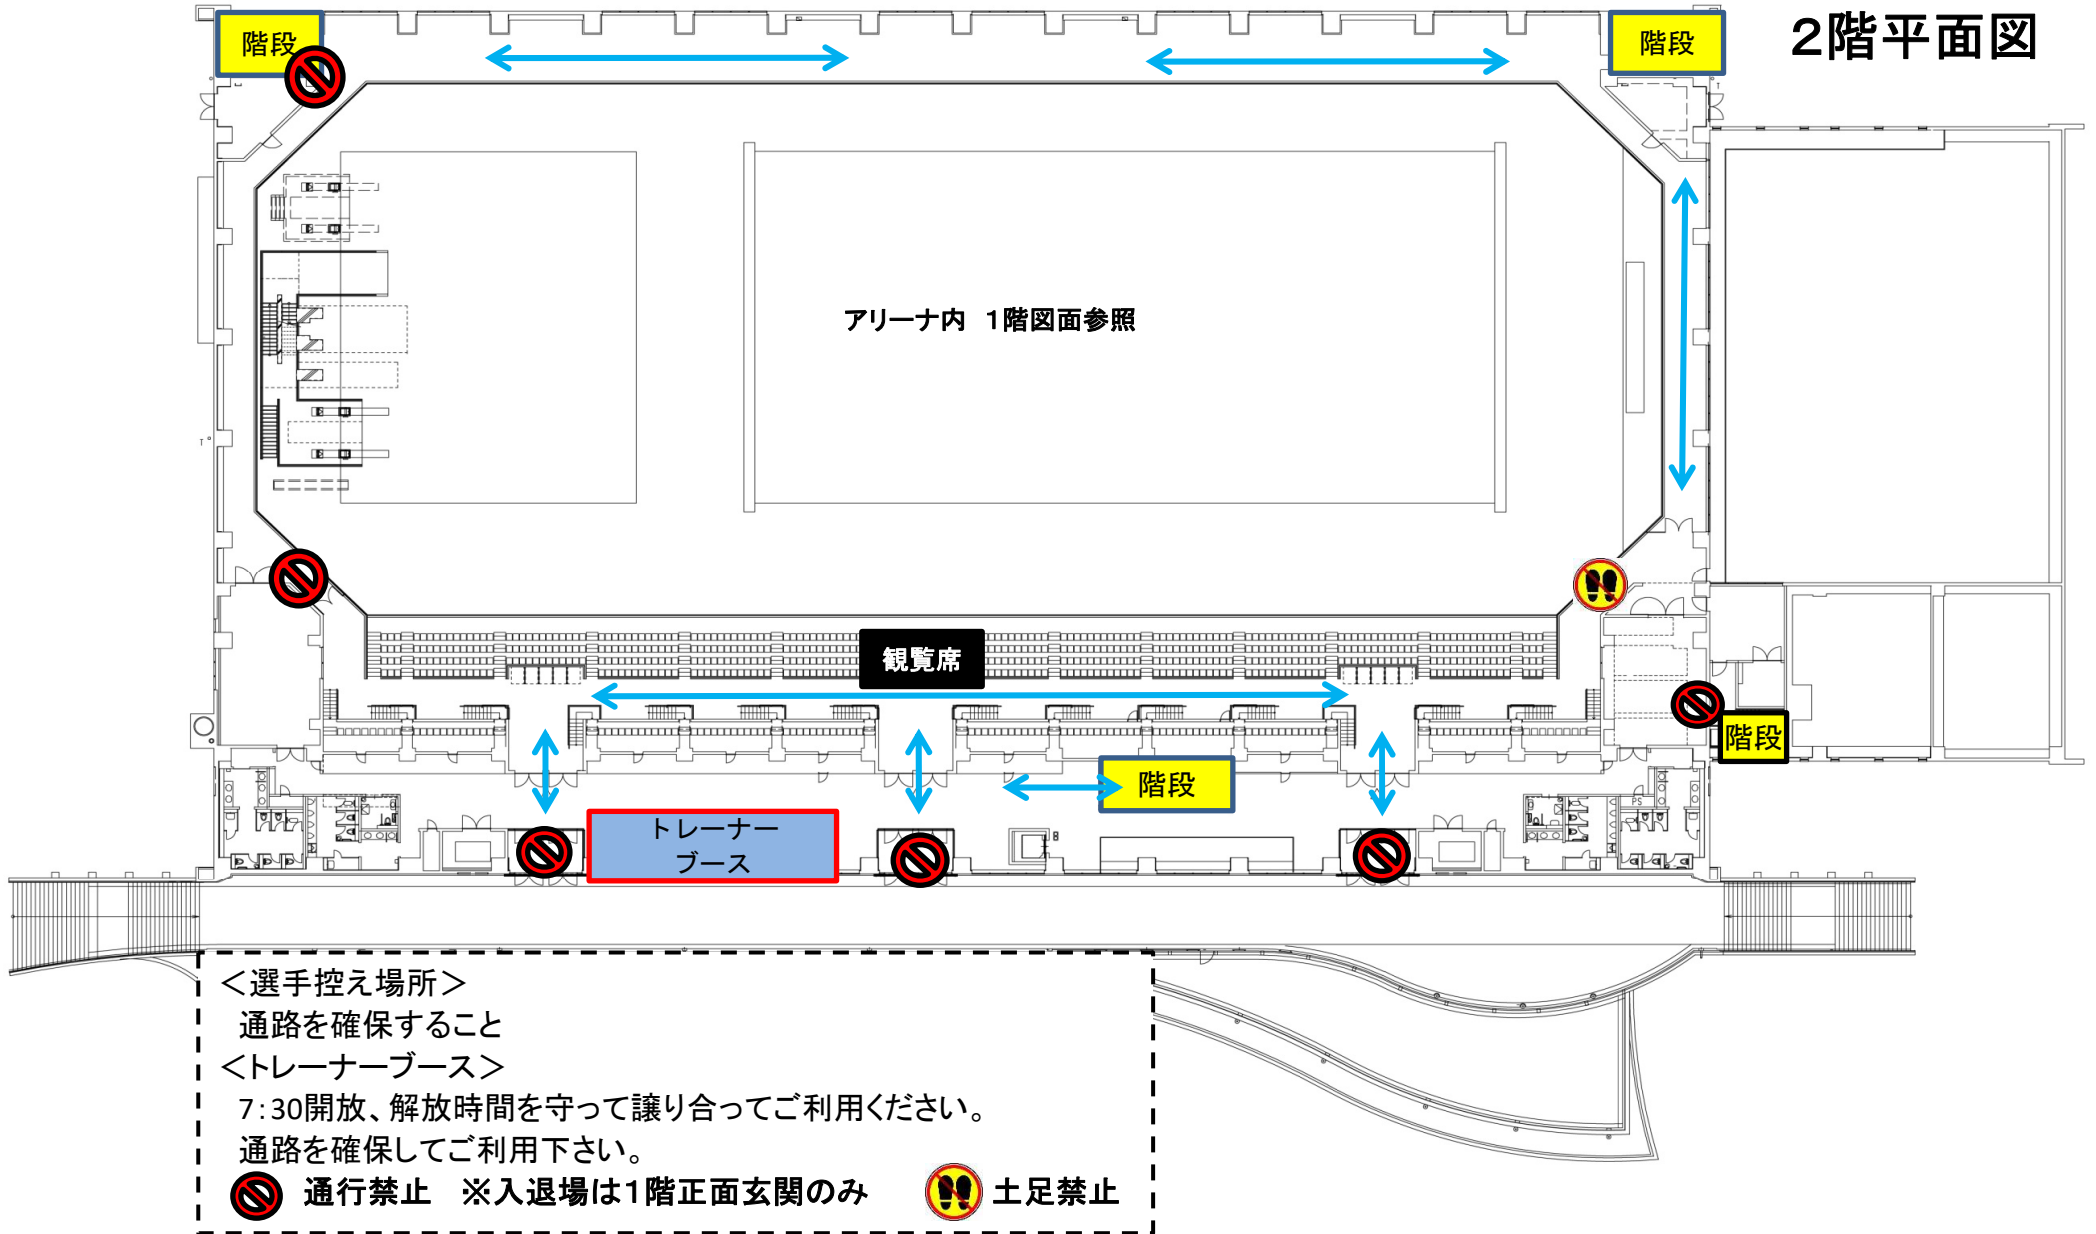 2階平面図
階段
階段
アリーナ内 1階図面参照
観覧席
階段
階段
PS
トレーナー
ブース
＜選手控え場所＞
通路を確保すること
＜トレーナーブース＞
7:30開放、解放時間を守って譲り合ってご利用ください。
通路を確保してご利用下さい。
通行禁止 ※入退場は1階正面玄関のみ
土足禁止